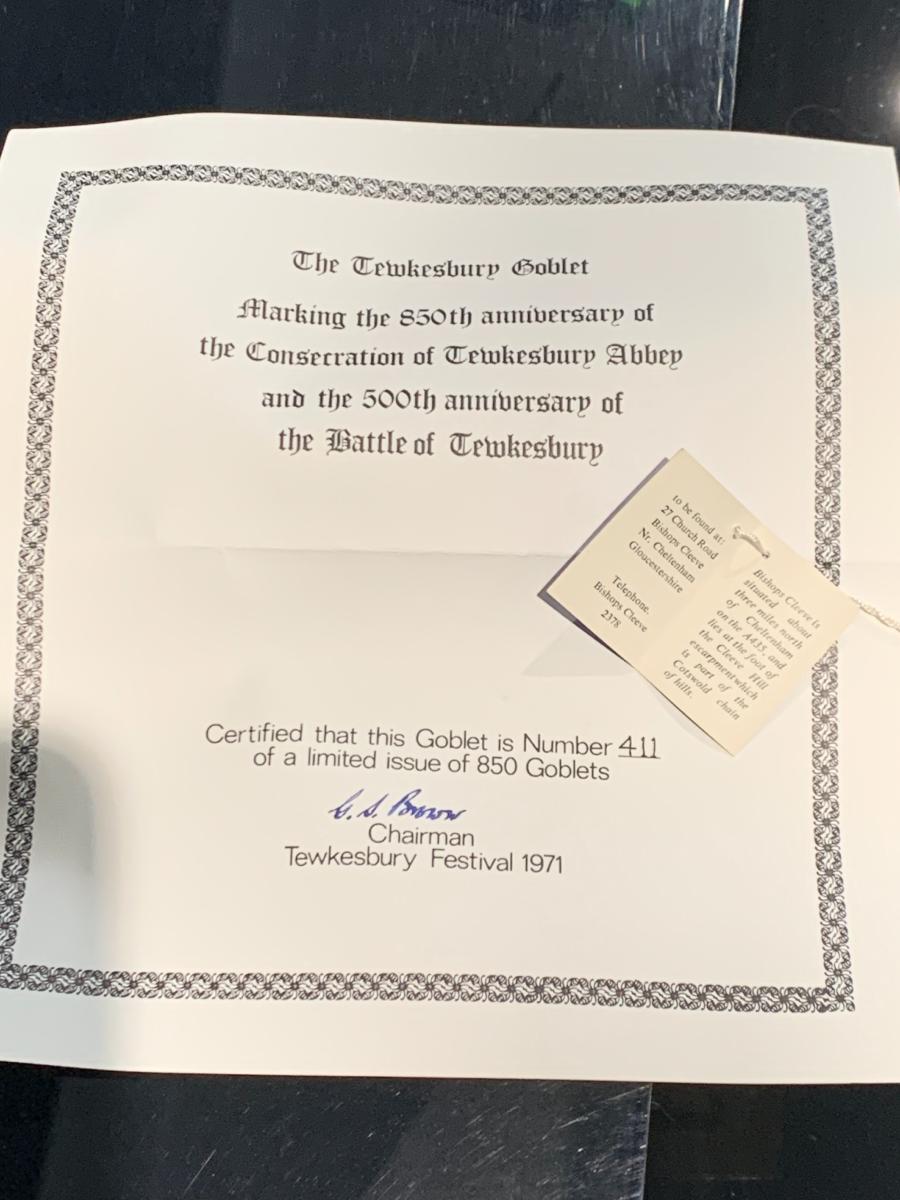 The Tewkesbury Goblet
Marking the 850th anniversary of
the Consecration of Tewkesbury Abbey
and the 500th anniversary of
the Battle of Tewkesbury
to be found at:
27 Church Road
Bishops Cleeve
Nr. Cheltenham
Gloucestershire
Telephone,
Bishops Cleeve
2378
Bishops Cleeve is
situated about
three miles north
of Cheltenham
on the A435, and
lies at the foot of
the Cleeve Hill
escarpment which
is part of the
Cotswold chain
of hills.
Certified that this Goblet is Number 411
of a limited issue of 850 Goblets
G. S. Brown
Chairman
Tewkesbury Festival 1971